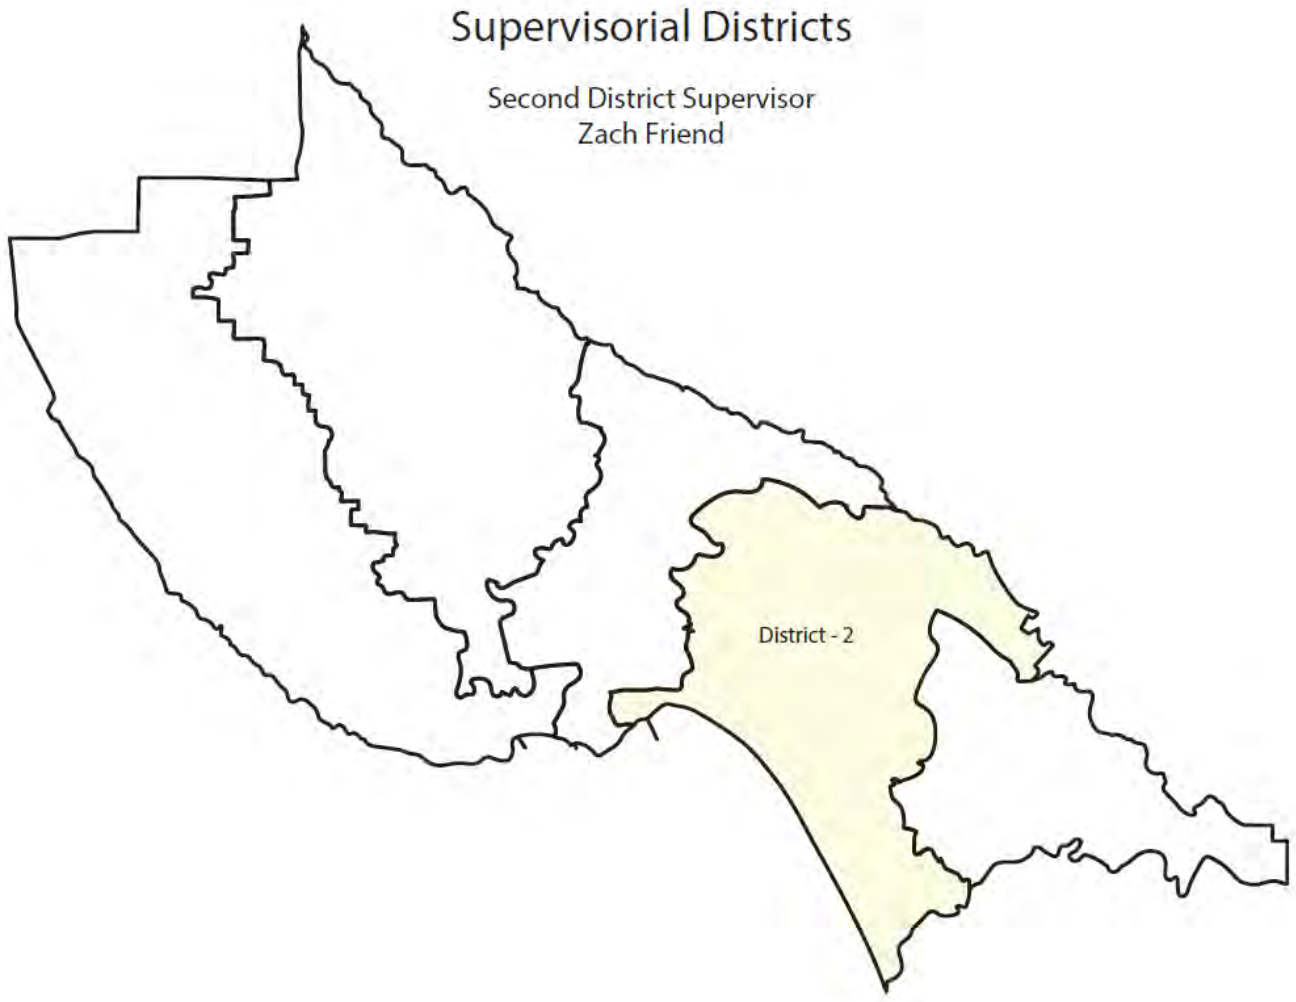 Supervisorial Districts
Second District Supervisor
Zach Friend
District - 2